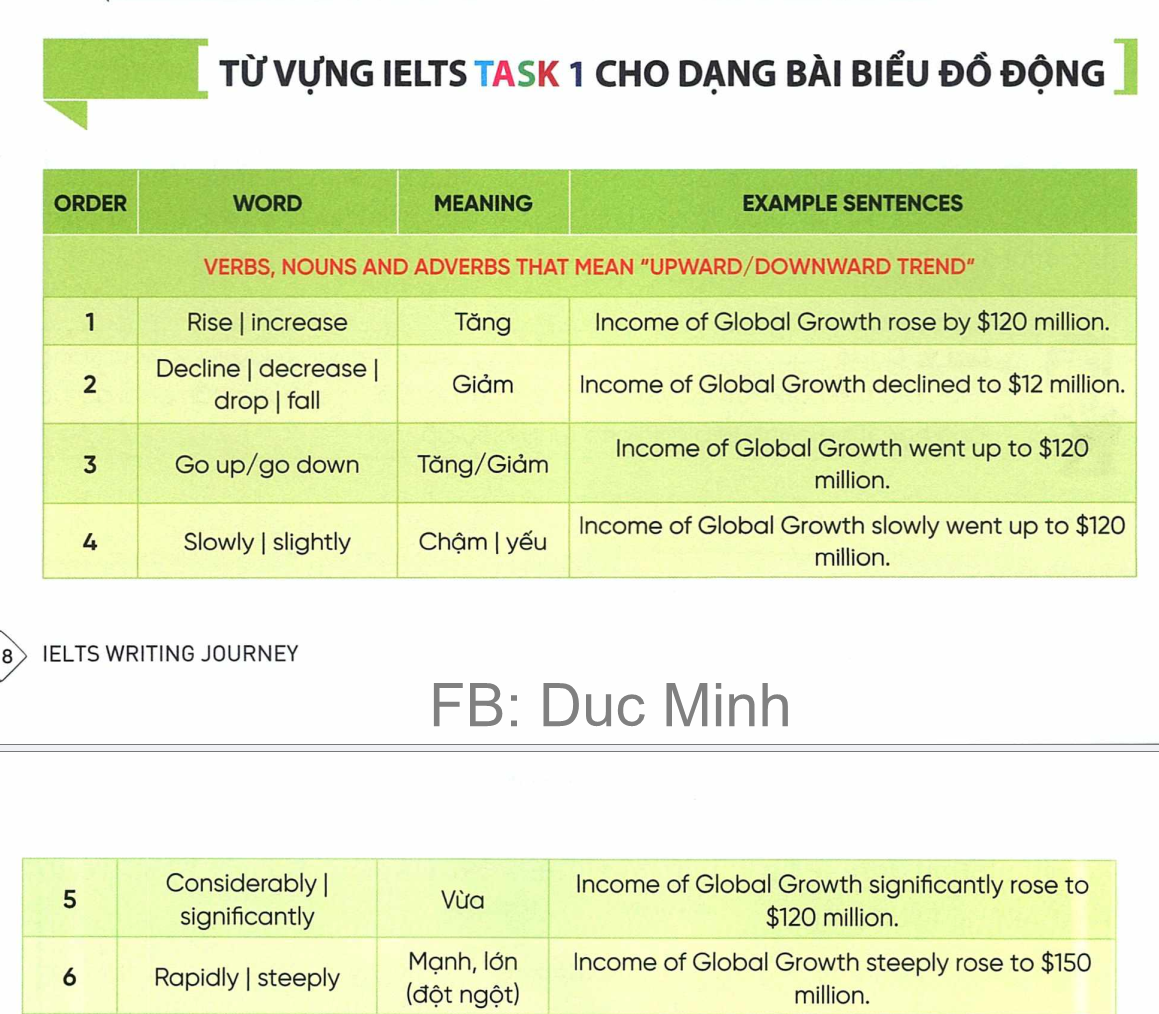 TỪ VỰNG IELTS TASK 1 CHO DẠNG BÀI BIỂU ĐỒ ĐỘNG
ORDER WORD MEANING EXAMPLE SENTENCES
VERBS, NOUNS AND ADVERBS THAT MEAN "UPWARD/DOWNWARD TREND"
1 Rise | increase Tăng Income of Global Growth rose by $120 million.
2 Decline | decrease | drop | fall Giảm Income of Global Growth declined to $12 million.
3 Go up/go down Tăng/Giảm Income of Global Growth went up to $120
million.
4 Slowly | slightly Chậm | yếu Income of Global Growth slowly went up to $120
million.
8 IELTS WRITING JOURNEY
FB: Duc Minh
5 Considerably | significantly Vừa Income of Global Growth significantly rose to
$120 million.
6 Rapidly | steeply Mạnh, lớn (đột ngột) Income of Global Growth steeply rose to $150
million.